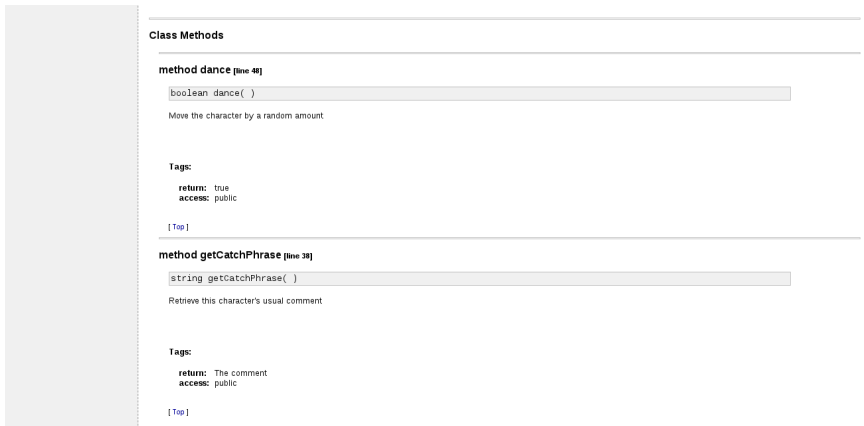 Class Methods
method dance [line 48]
boolean dance( )
Move the character by a random amount
Tags:
return: true
access: public
[ Top ]
method getCatchPhrase [line 38]
string getCatchPhrase( )
Retrieve this character's usual comment
Tags:
return: The comment
access: public
[ Top ]